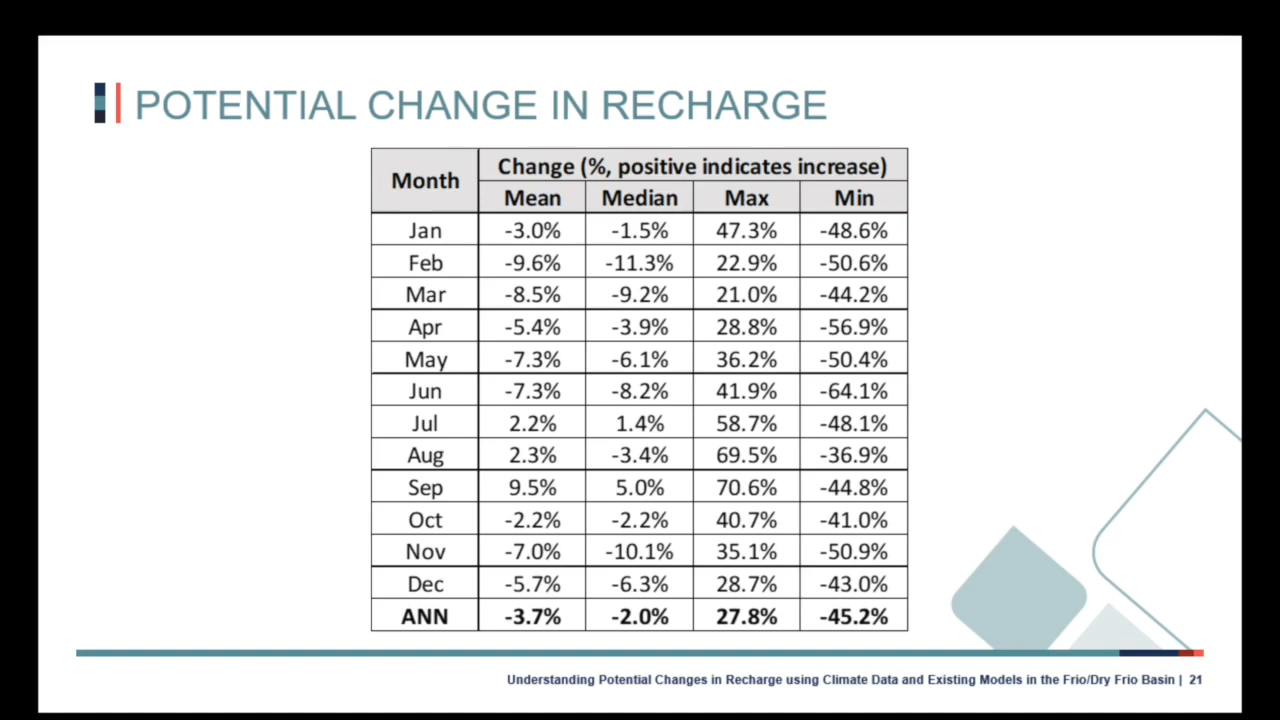 POTENTIAL CHANGE IN RECHARGE
Month Change (%, positive indicates increase)
Mean Median Max Min
Jan -3.0% -1.5% 47.3% -48.6%
Feb -9.6% -11.3% 22.9% -50.6%
Mar -8.5% -9.2% 21.0% -44.2%
Apr -5.4% -3.9% 28.8% -56.9%
May -7.3% -6.1% 36.2% -50.4%
Jun -7.3% -8.2% 41.9% -64.1%
Jul 2.2% 1.4% 58.7% -48.1%
Aug 2.3% -3.4% 69.5% -36.9%
Sep 9.5% 5.0% 70.6% -44.8%
Oct -2.2% -2.2% 40.7% -41.0%
Nov -7.0% -10.1% 35.1% -50.9%
Dec -5.7% -6.3% 28.7% -43.0%
ANN -3.7% -2.0% 27.8% -45.2%
Understanding Potential Changes in Recharge using Climate Data and Existing Models in the Frio/Dry Frio Basin | 21